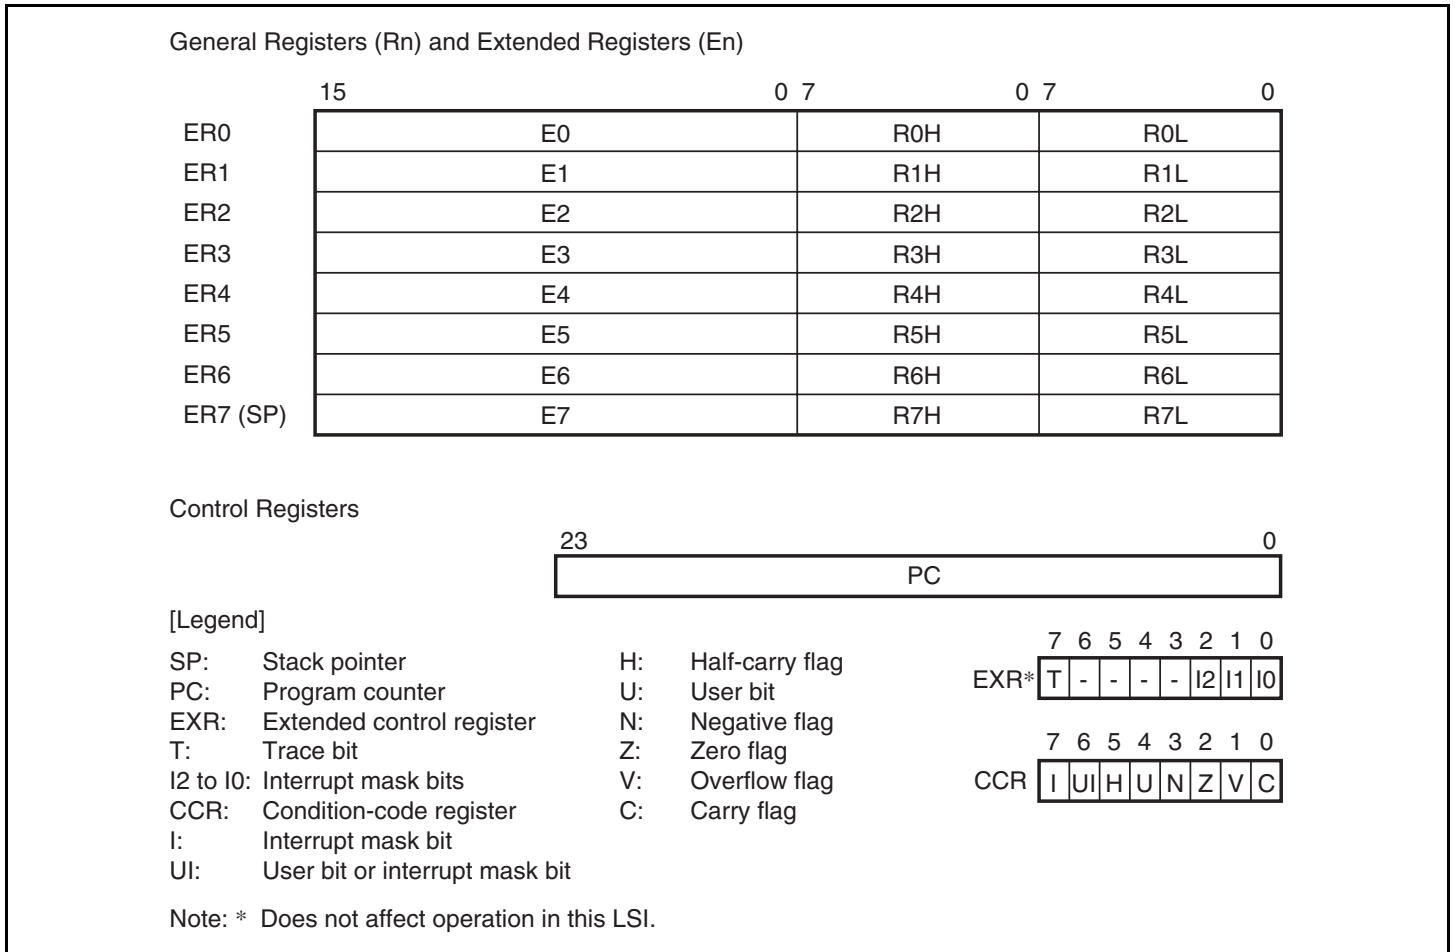 General Registers (Rn) and Extended Registers (En)
15 0 7 0 7 0
ER0 E0 R0H R0L
ER1 E1 R1H R1L
ER2 E2 R2H R2L
ER3 E3 R3H R3L
ER4 E4 R4H R4L
ER5 E5 R5H R5L
ER6 E6 R6H R6L
ER7 (SP) E7 R7H R7L
Control Registers
23 0
PC
[Legend]
SP: Stack pointer
PC: Program counter
EXR: Extended control register
T: Trace bit
I2 to I0: Interrupt mask bits
CCR: Condition-code register
I: Interrupt mask bit
UI: User bit or interrupt mask bit
H: Half-carry flag
U: User bit
N: Negative flag
Z: Zero flag
V: Overflow flag
C: Carry flag
7 6 5 4 3 2 1 0
EXR* T - - - - I2 I1 I0
7 6 5 4 3 2 1 0
CCR I UI H U N Z V C
Note: * Does not affect operation in this LSI.